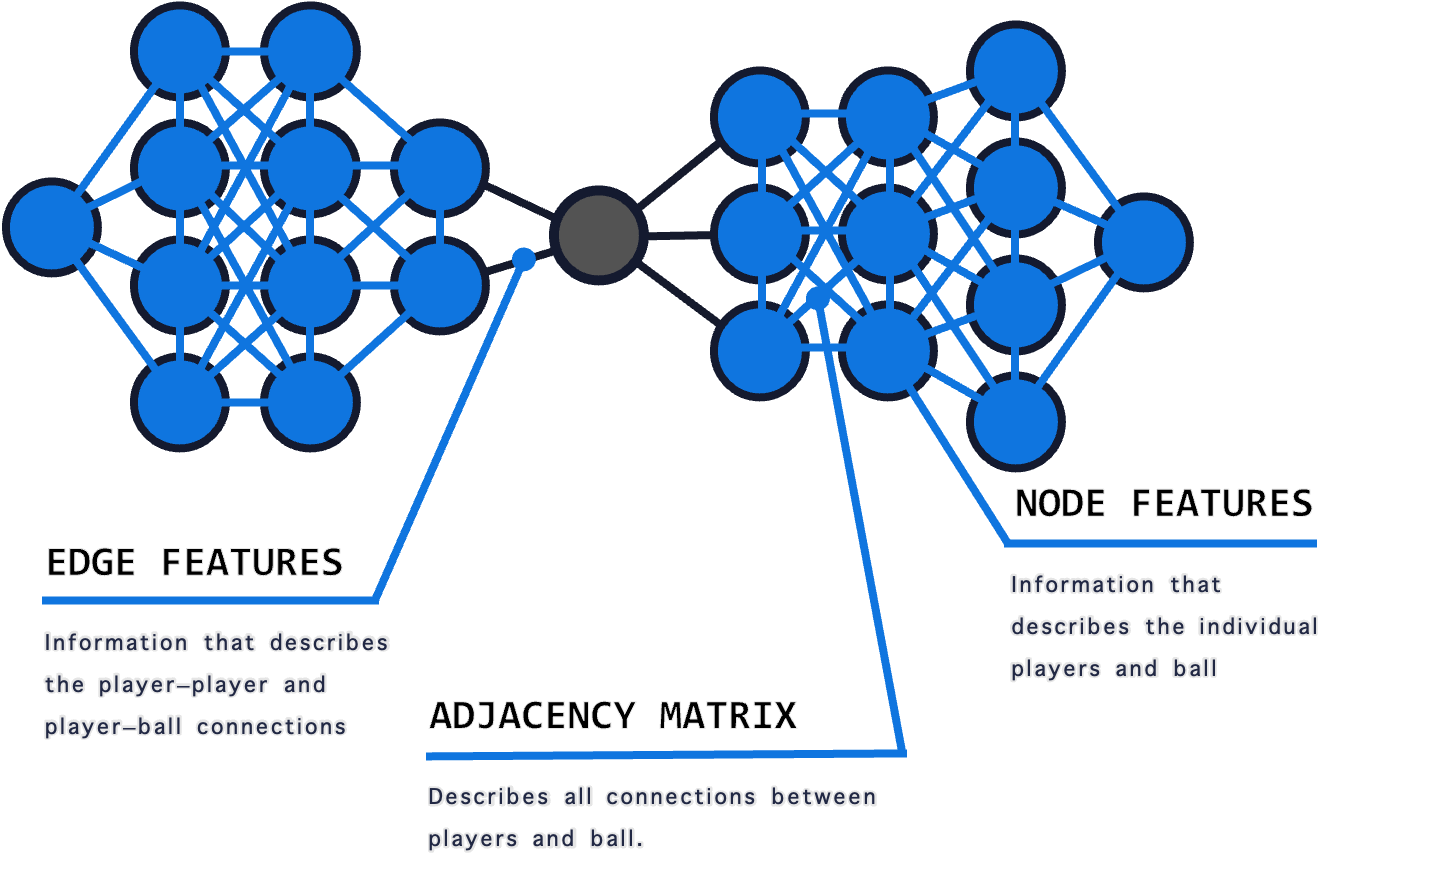 NODE FEATURES
Information that
describes the individual
players and ball
EDGE FEATURES
Information that describes
the player–player and
player–ball connections
ADJACENCY MATRIX
Describes all connections between
players and ball.